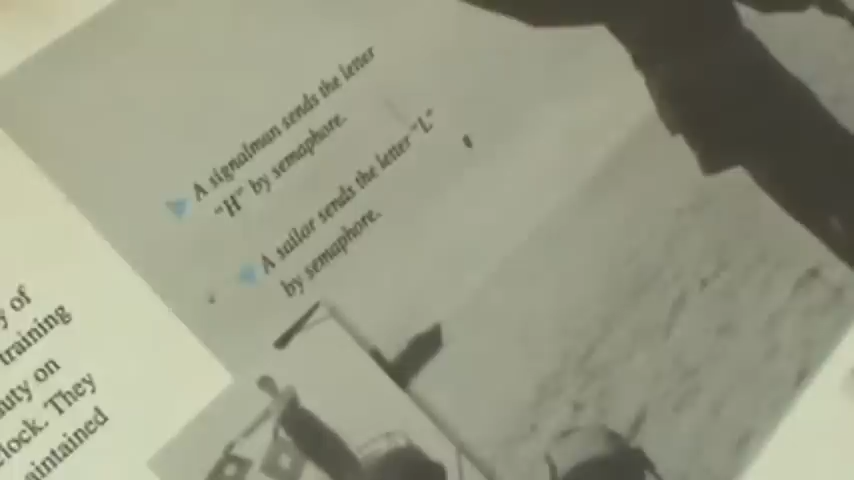 A signalman sends the letter
"H" by semaphore.
A sailor sends the letter "L"
by semaphore.
y of
training
uty on
lock. They
aintained